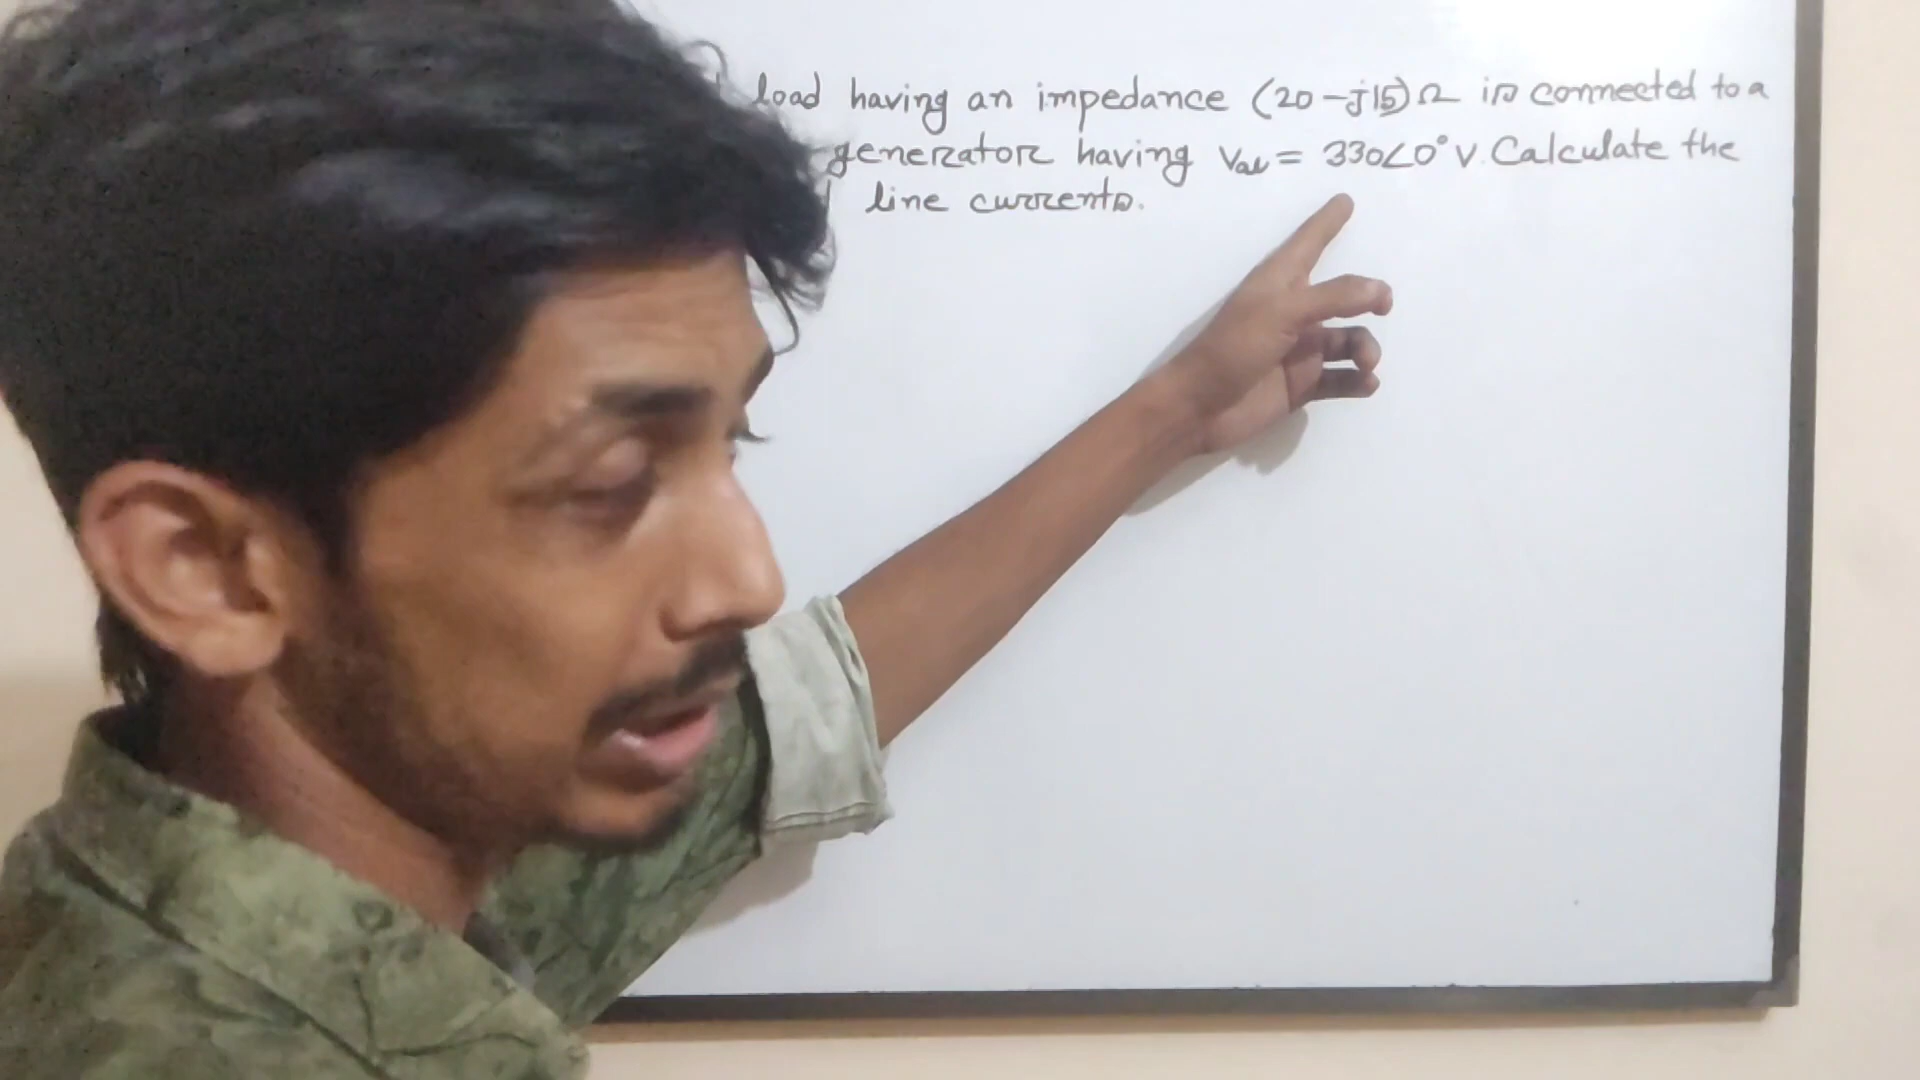 load having an impedance (20-j15)Ω is connected to a
generator having Vab = 330∠0° V. Calculate the
line currents.